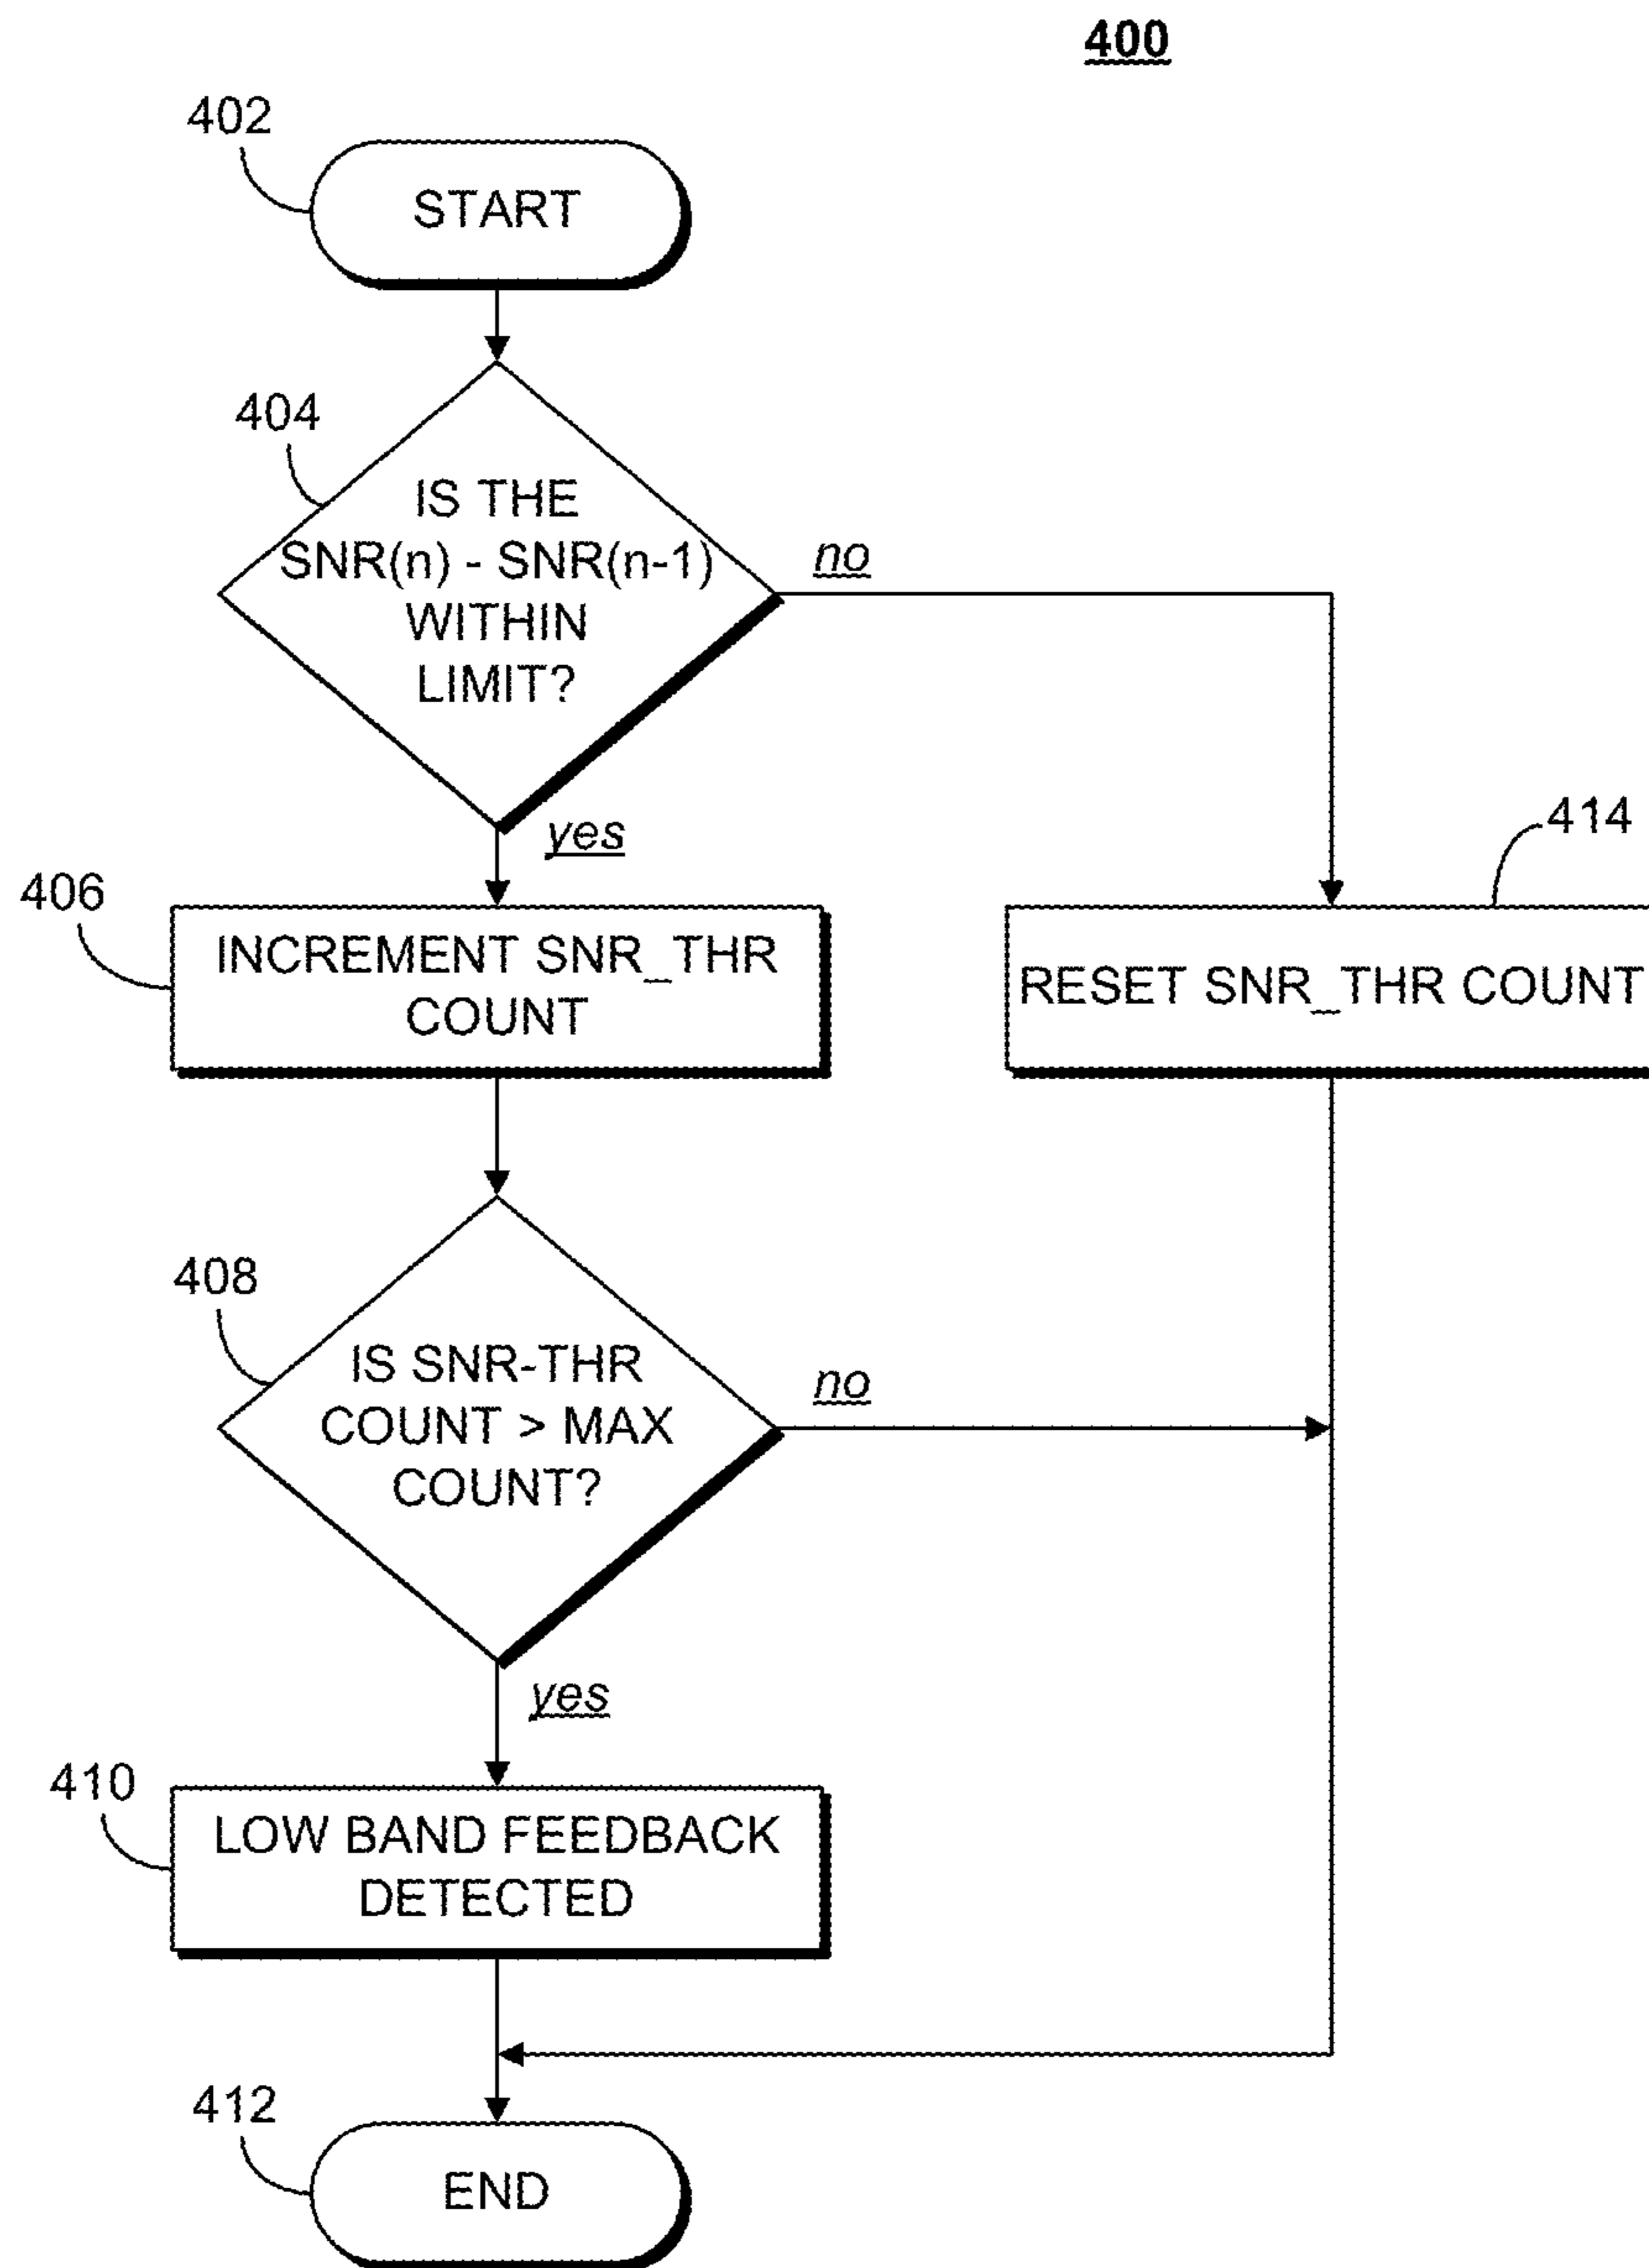 400
402
START
404
IS THE
SNR(n) - SNR(n-1)
WITHIN
LIMIT?
no
yes
414
406
INCREMENT SNR_THR
COUNT
RESET SNR_THR COUNT
408
IS SNR-THR
COUNT > MAX
COUNT?
no
yes
410
LOW BAND FEEDBACK
DETECTED
412
END